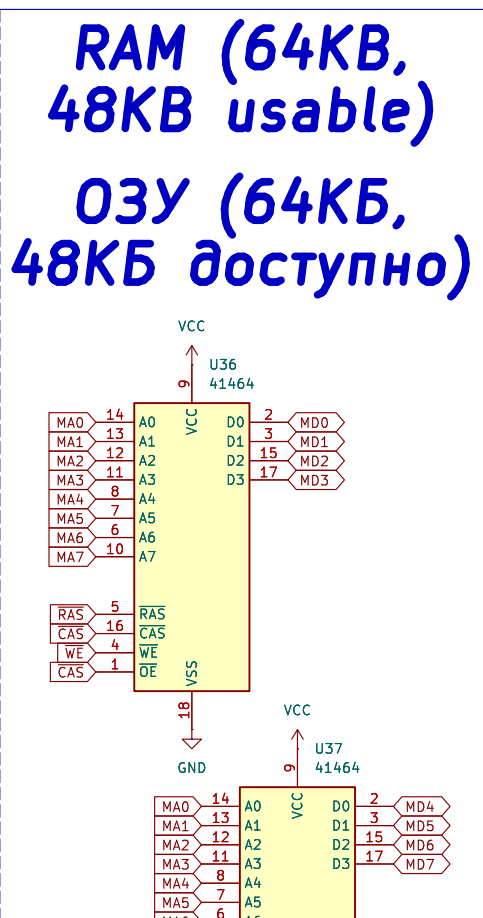 RAM (64KB,
48KB usable)
ОЗУ (64КБ,
48КБ доступно)
VCC
U36
41464
9
VCC
MA0 14 A0 D0 2 MD0
MA1 13 A1 D1 3 MD1
MA2 12 A2 D2 15 MD2
MA3 11 A3 D3 17 MD3
MA4 8 A4
MA5 7 A5
MA6 6 A6
MA7 10 A7
RAS 5 RAS
CAS 16 CAS
WE 4 WE
CAS 1 OE
VSS
18
GND
VCC
U37
41464
9
VCC
MA0 14 A0 D0 2 MD4
MA1 13 A1 D1 3 MD5
MA2 12 A2 D2 15 MD6
MA3 11 A3 D3 17 MD7
MA4 8 A4
MA5 7 A5
6